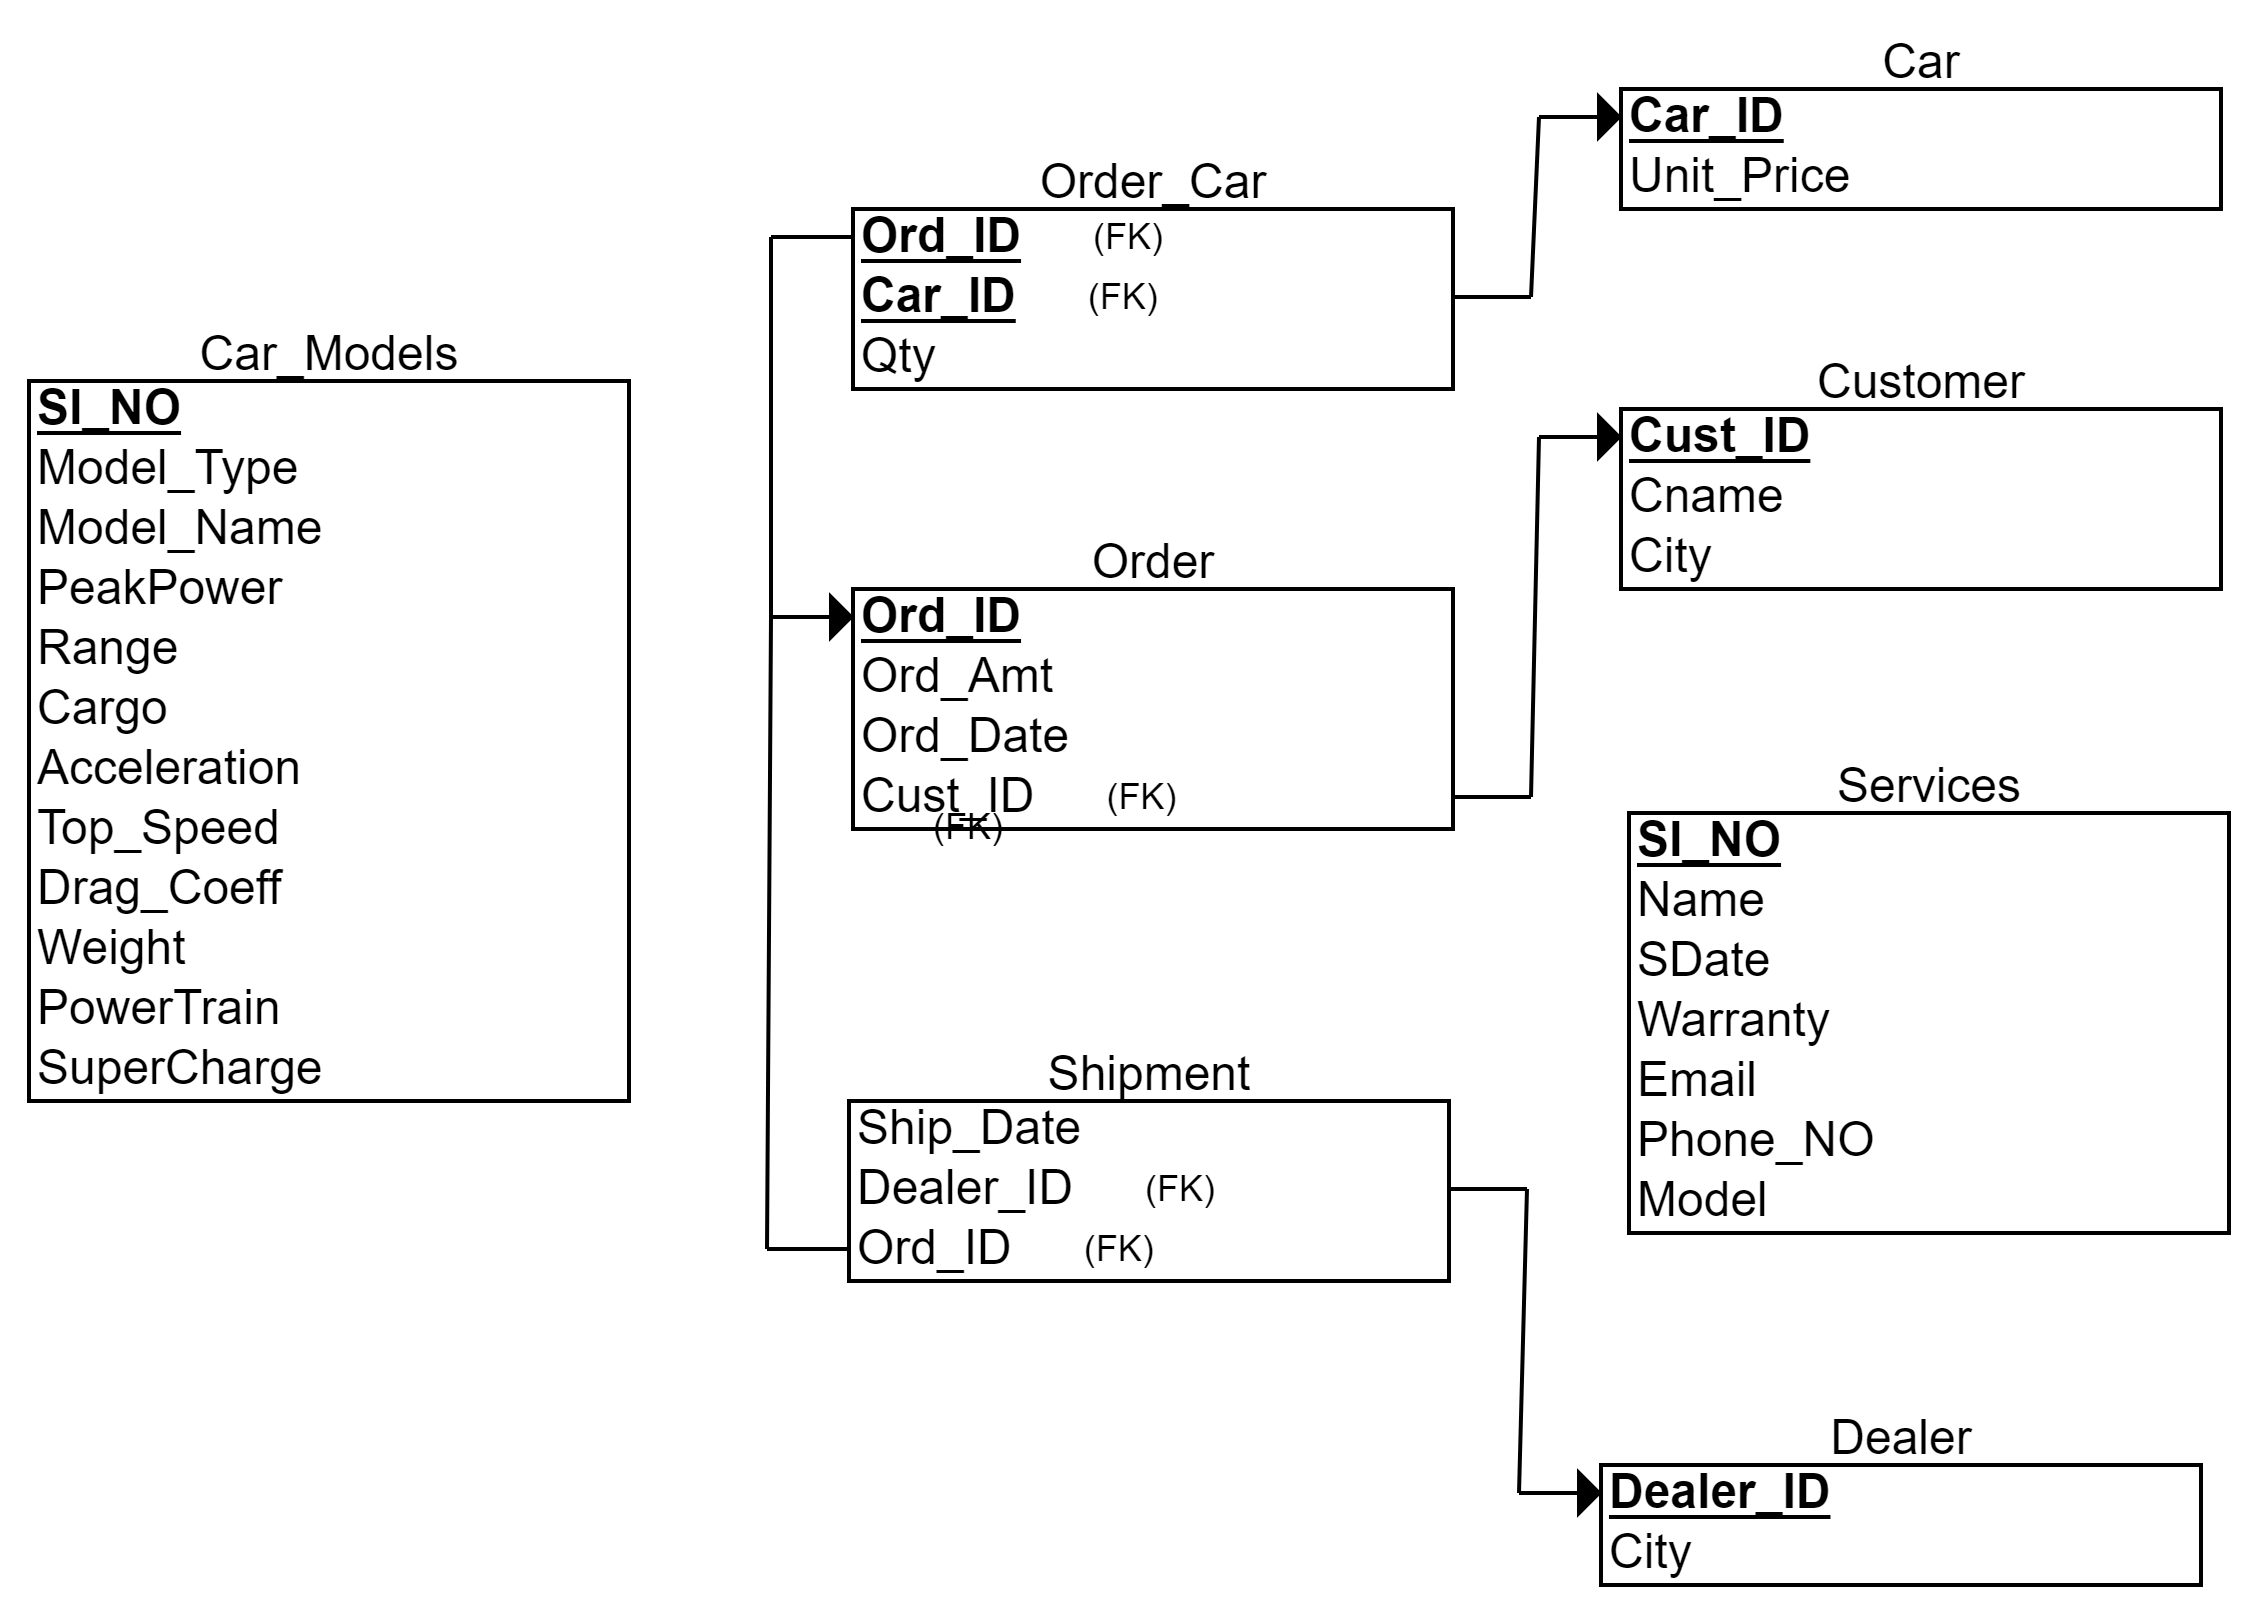 Car_Models
SI_NO
Model_Type
Model_Name
PeakPower
Range
Cargo
Acceleration
Top_Speed
Drag_Coeff
Weight
PowerTrain
SuperCharge
Order_Car
Ord_ID (FK)
Car_ID (FK)
Qty
Order
Ord_ID
Ord_Amt
Ord_Date
Cust_ID (FK)
(FK)
Shipment
Ship_Date
Dealer_ID (FK)
Ord_ID (FK)
Car
Car_ID
Unit_Price
Customer
Cust_ID
Cname
City
Services
SI_NO
Name
SDate
Warranty
Email
Phone_NO
Model
Dealer
Dealer_ID
City